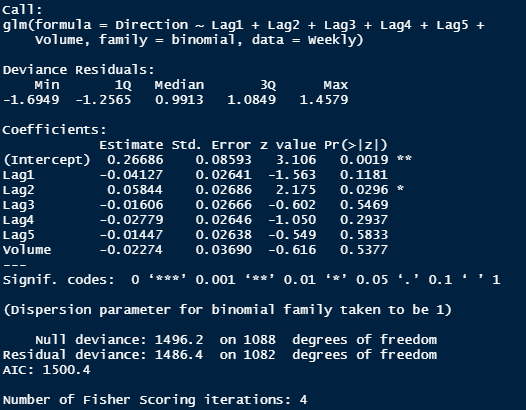 Call:
glm(formula = Direction ~ Lag1 + Lag2 + Lag3 + Lag4 + Lag5 +
    Volume, family = binomial, data = Weekly)
Deviance Residuals:
    Min       1Q   Median       3Q      Max
-1.6949  -1.2565   0.9913   1.0849   1.4579
Coefficients:
            Estimate Std. Error z value Pr(>|z|)
(Intercept)  0.26686    0.08593   3.106   0.0019 **
Lag1        -0.04127    0.02641  -1.563   0.1181
Lag2         0.05844    0.02686   2.175   0.0296 *
Lag3        -0.01606    0.02666  -0.602   0.5469
Lag4        -0.02779    0.02646  -1.050   0.2937
Lag5        -0.01447    0.02638  -0.549   0.5833
Volume      -0.02274    0.03690  -0.616   0.5377
---
Signif. codes:  0 ‘***’ 0.001 ‘**’ 0.01 ‘*’ 0.05 ‘.’ 0.1 ‘ ’ 1
(Dispersion parameter for binomial family taken to be 1)
    Null deviance: 1496.2  on 1088  degrees of freedom
Residual deviance: 1486.4  on 1082  degrees of freedom
AIC: 1500.4
Number of Fisher Scoring iterations: 4